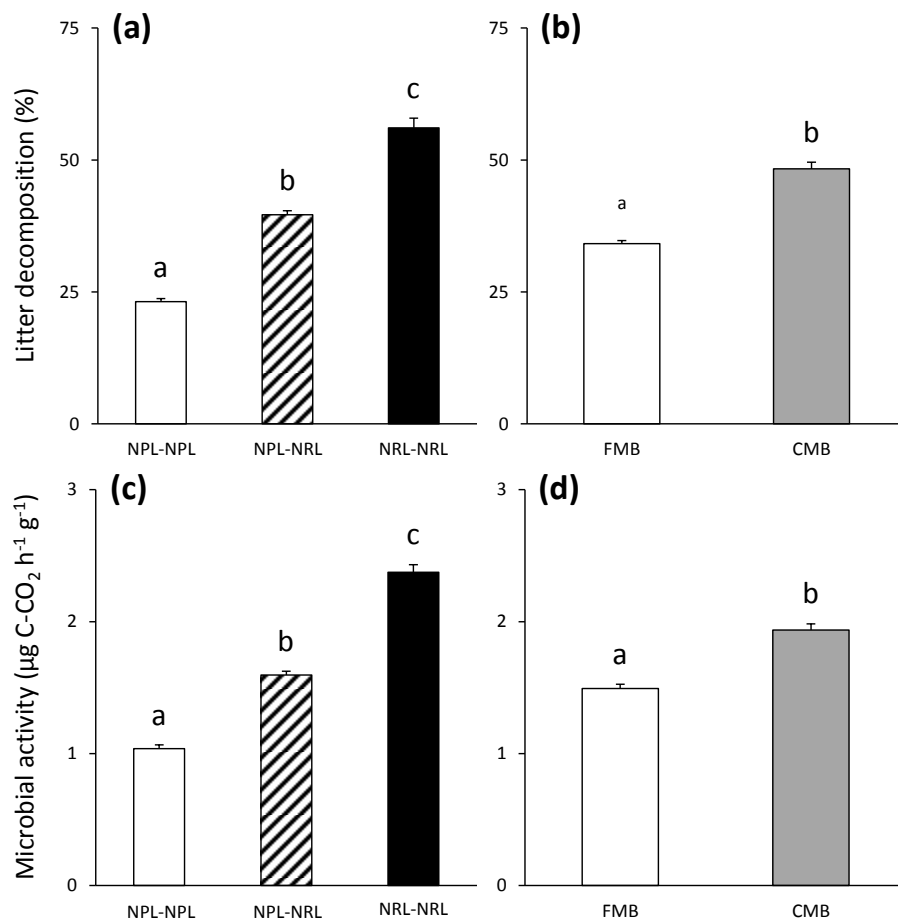 (a)
75
50
25
0
Litter decomposition (%)
a
b
c
NPL-NPL NPL-NRL NRL-NRL
(b)
75
50
25
0
a
b
FMB CMB
(c)
3
2
1
0
Microbial activity (µg C-CO₂ h⁻¹ g⁻¹)
a
b
c
NPL-NPL NPL-NRL NRL-NRL
(d)
3
2
1
0
a
b
FMB CMB